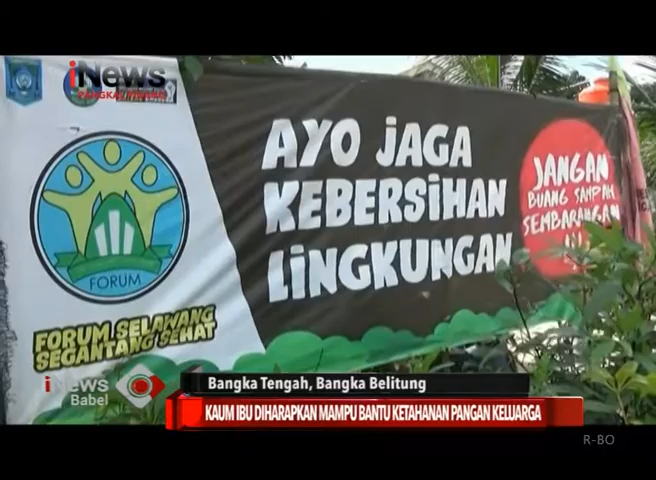 iNews
AYO JAGA
KEBERSIHAN
LINGKUNGAN
JANGAN
BUANG SAMPAH
SEMBARANGAN
!!!
FORUM
FORUM SELAWANG
SEGANTANG SEHAT
iNews
Babel
Bangka Tengah, Bangka Belitung
KAUM IBU DIHARAPKAN MAMPU BANTU KETAHANAN PANGAN KELUARGA
R-BO